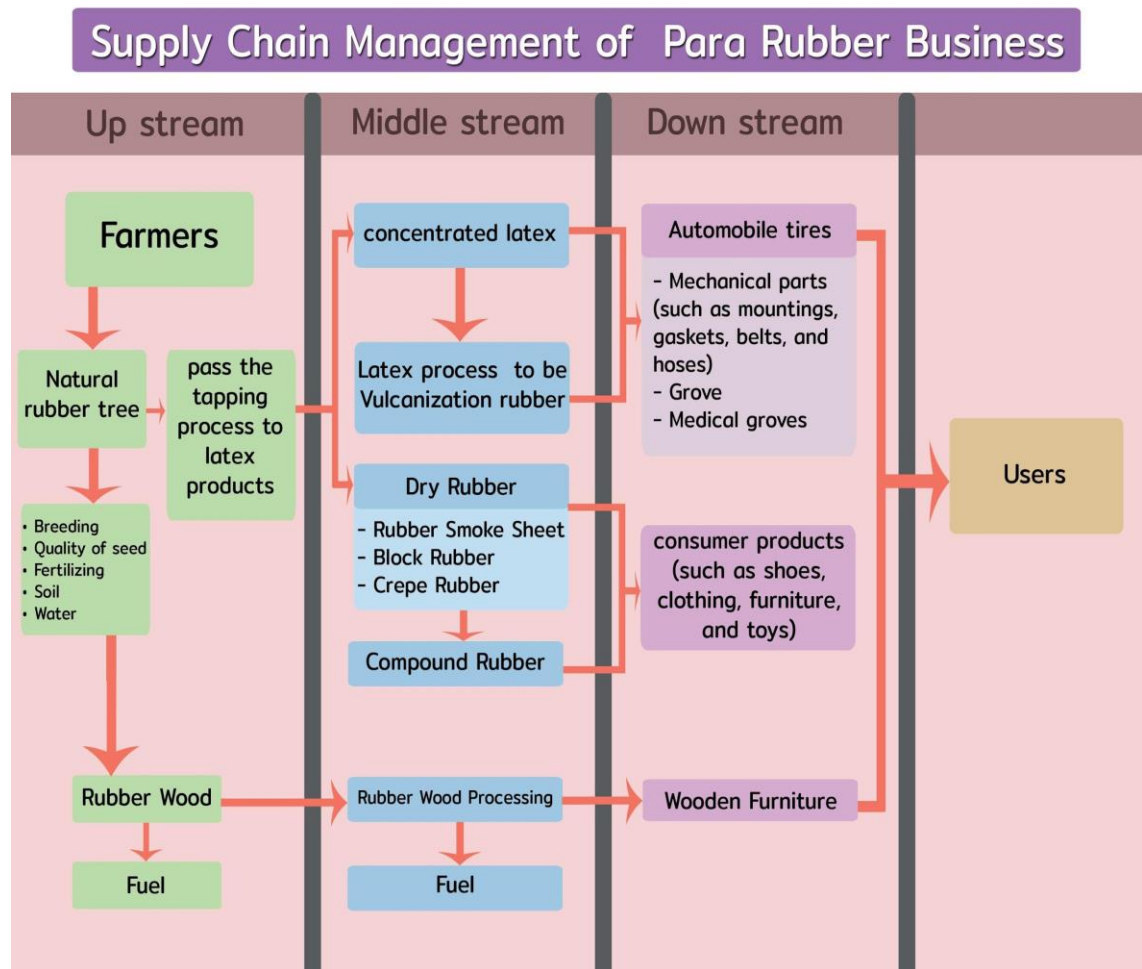 Supply Chain Management of Para Rubber Business
Up stream
Middle stream
Down stream
Farmers
Natural
rubber tree
pass the
tapping
process to
latex
products
• Breeding
• Quality of seed
• Fertilizing
• Soil
• Water
Rubber Wood
Fuel
concentrated latex
Latex process to be
Vulcanization rubber
Dry Rubber
- Rubber Smoke Sheet
- Block Rubber
- Crepe Rubber
Compound Rubber
Rubber Wood Processing
Fuel
Automobile tires
- Mechanical parts
(such as mountings,
gaskets, belts, and
hoses)
- Grove
- Medical groves
consumer products
(such as shoes,
clothing, furniture,
and toys)
Wooden Furniture
Users